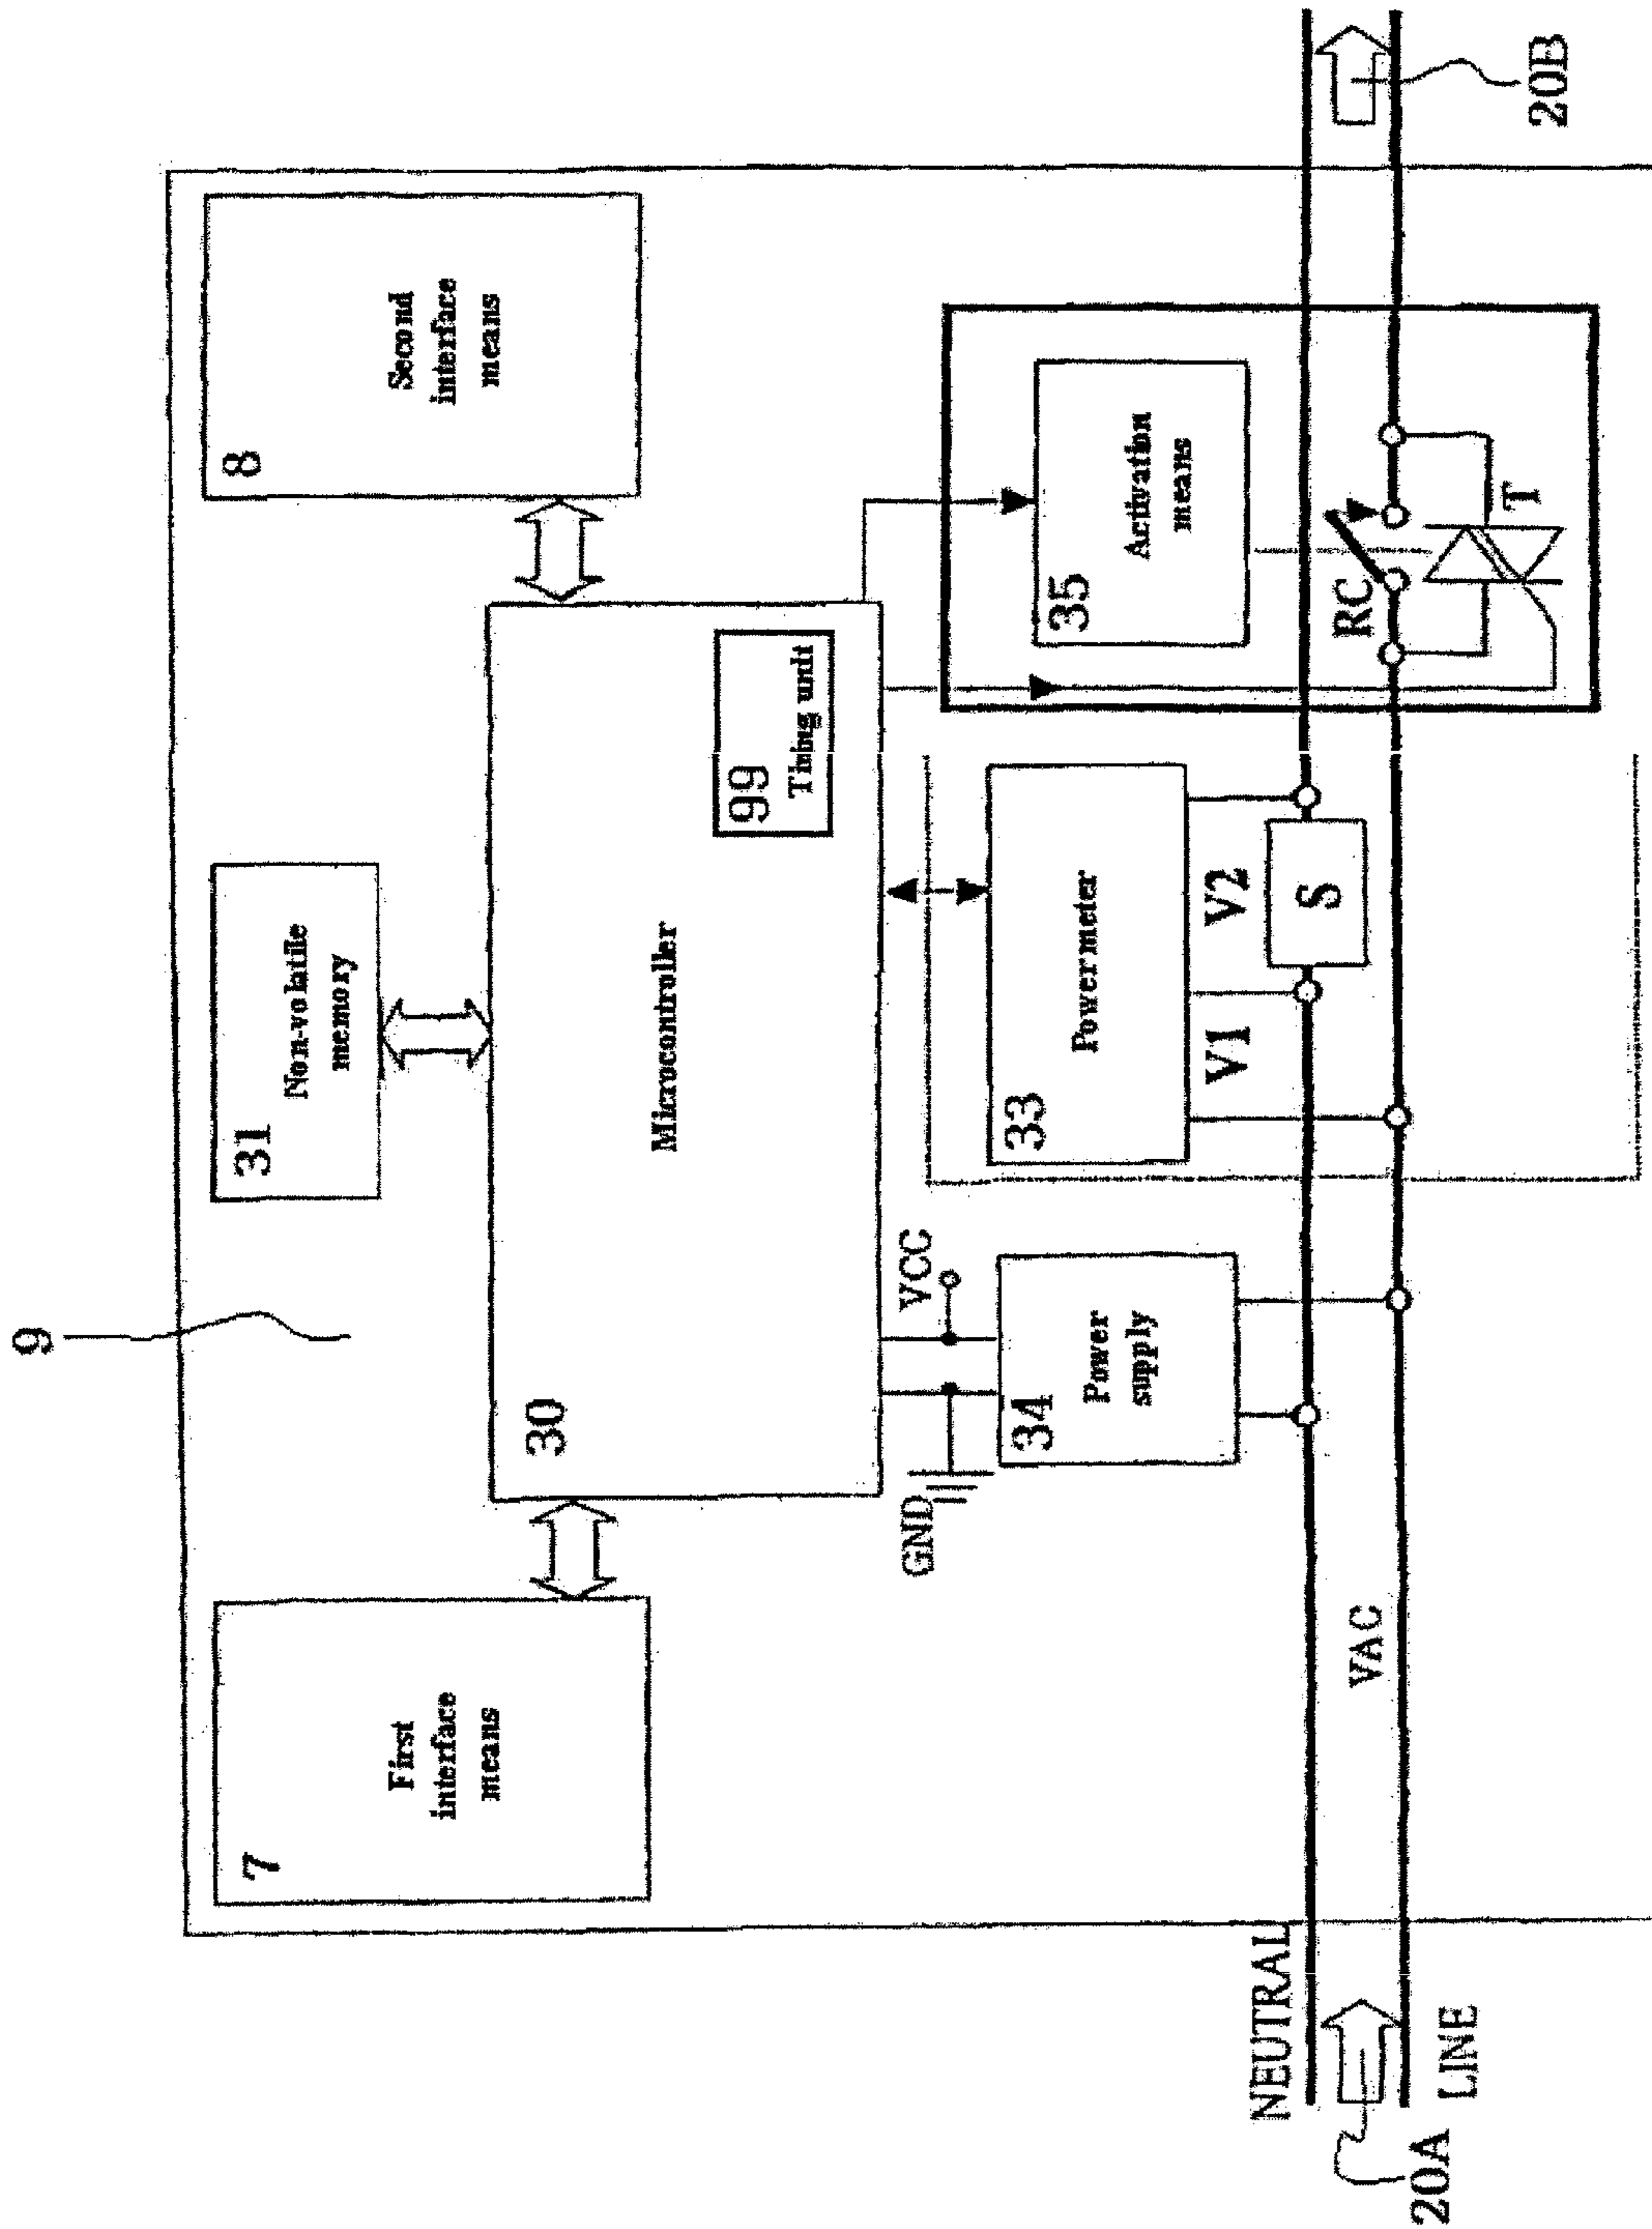 9
7
First
interface
means
31
Non-volatile
memory
8
Second
interface
means
30
Microcontroller
99
Timing unit
GND
VCC
34
Power
supply
33
Powermeter
35
Activation
means
V1
V2
S
RC
T
NEUTRAL
VAC
LINE
20A
20B